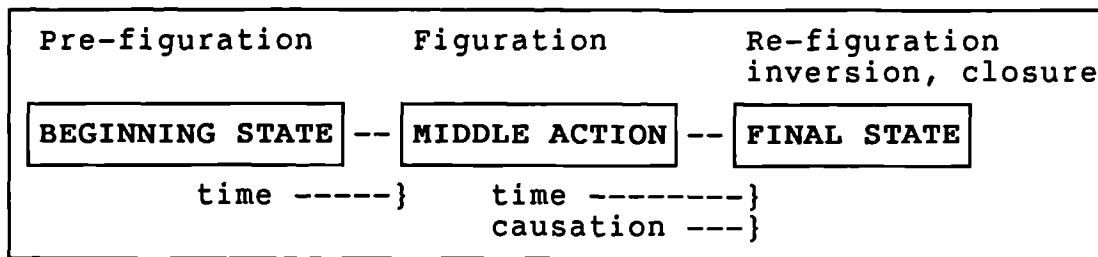 Pre-figuration Figuration Re-figuration
inversion, closure
BEGINNING STATE -- MIDDLE ACTION -- FINAL STATE
time -----} time --------}
causation ---}